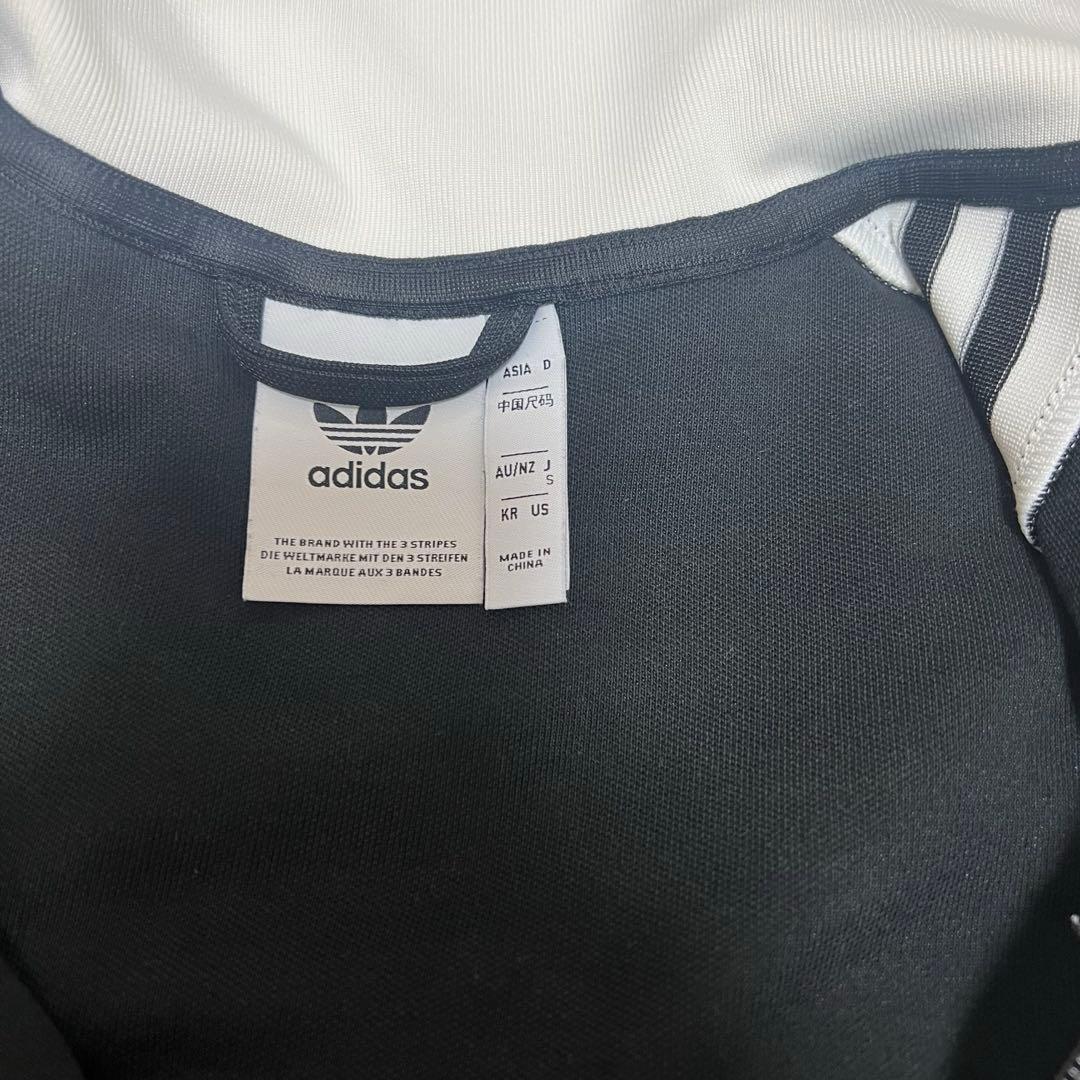 adidas
THE BRAND WITH THE 3 STRIPES
DIE WELTMARKE MIT DEN 3 STREIFEN
LA MARQUE AUX 3 BANDES
ASIA D
中国尺码
AU/NZ J
S
KR US
MADE IN
CHINA